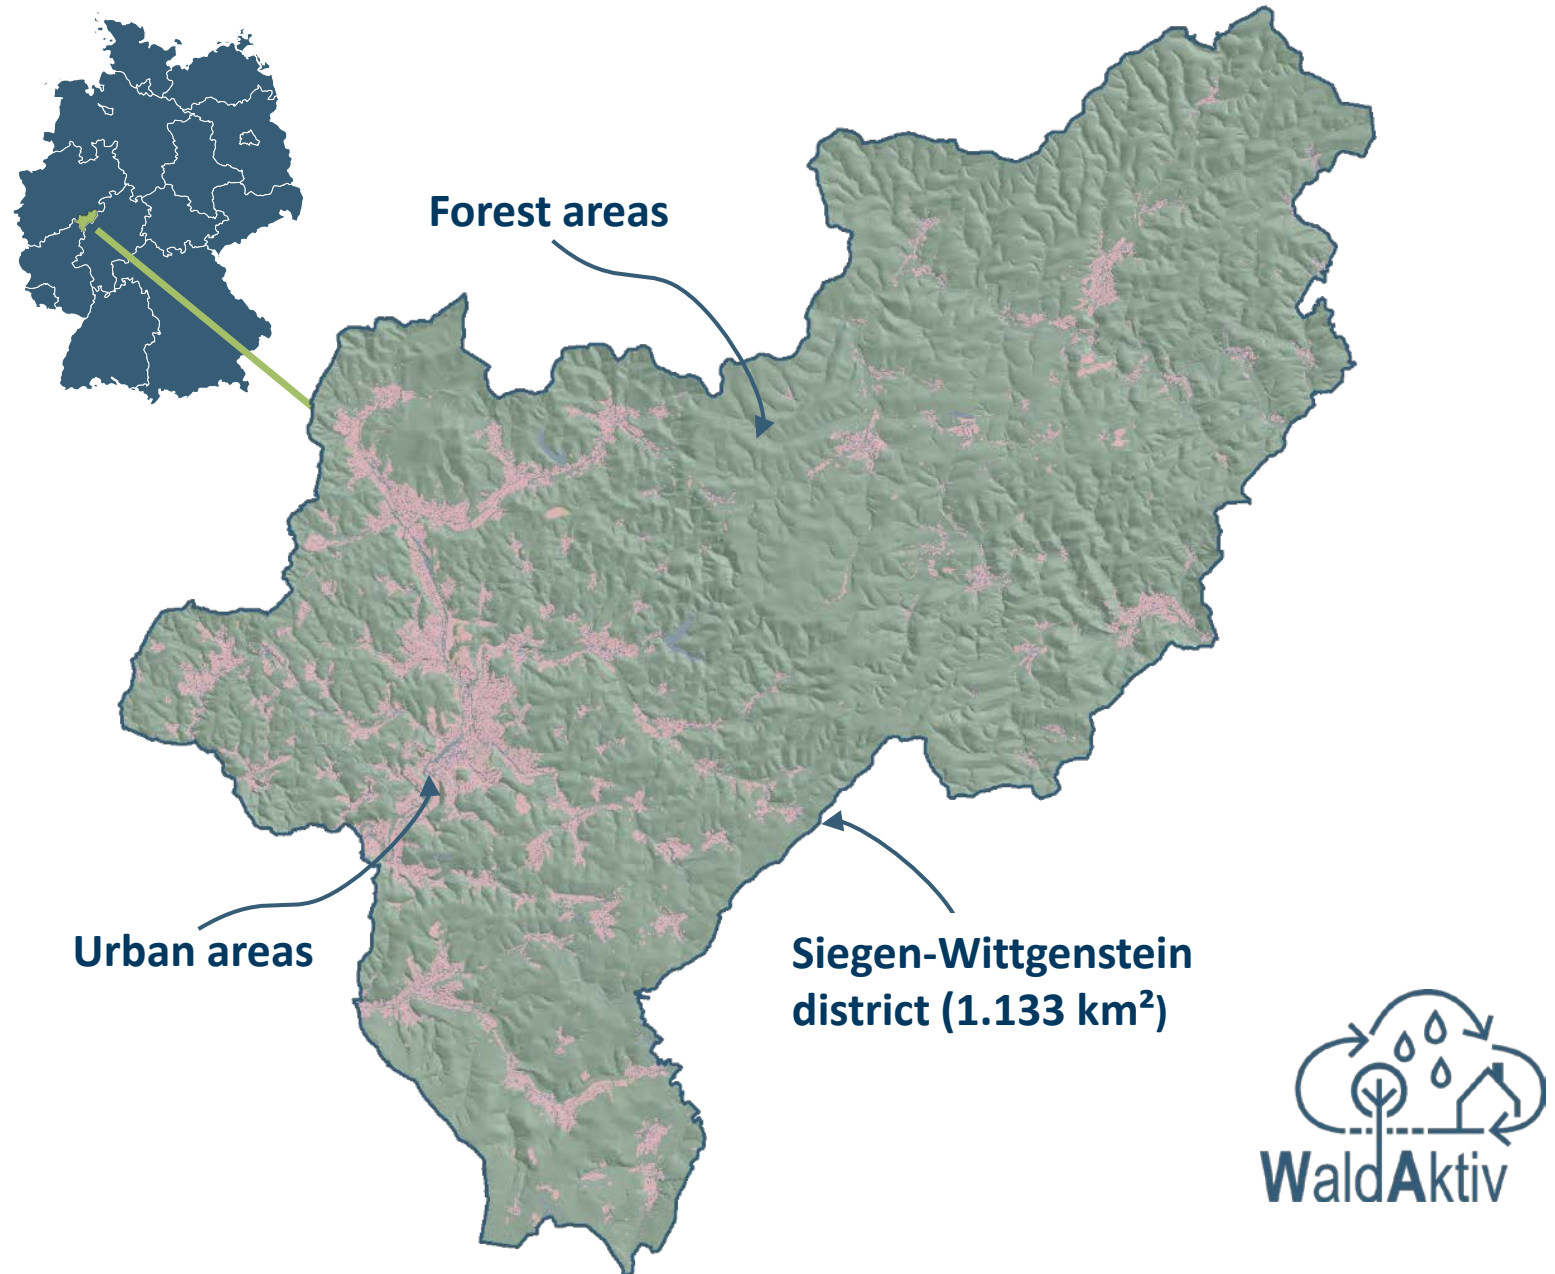 Forest areas
Urban areas
Siegen-Wittgenstein
district (1.133 km²)
WaldAktiv